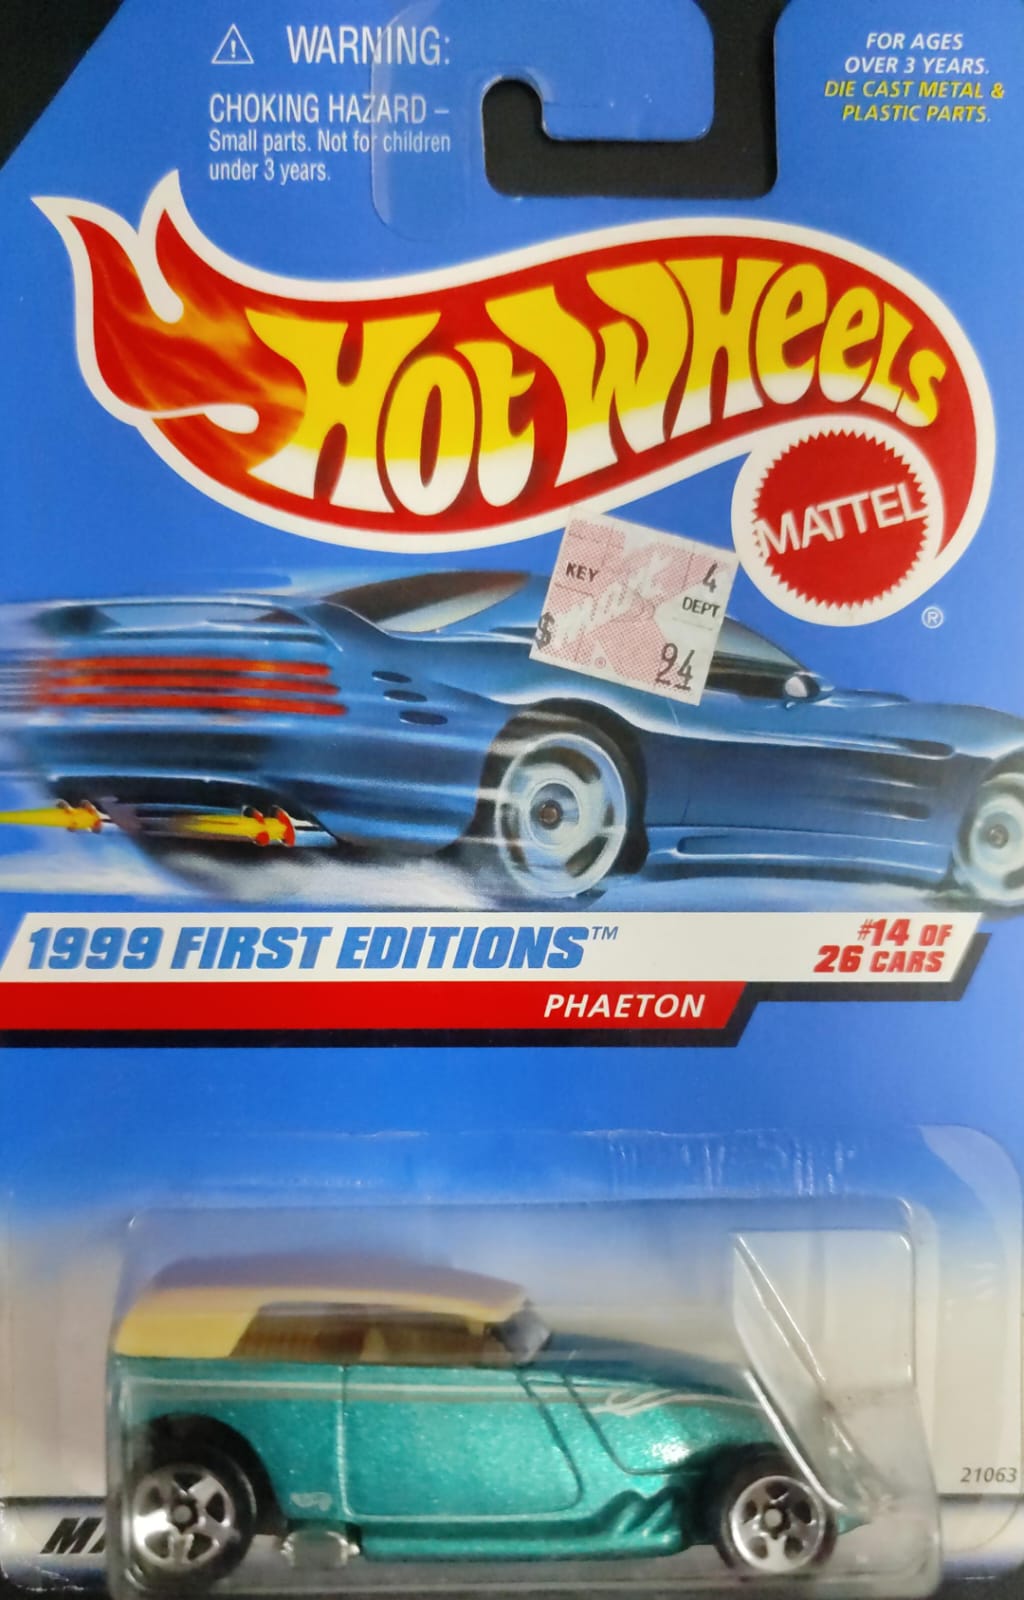 WARNING:
CHOKING HAZARD –
Small parts. Not for children
under 3 years.
FOR AGES
OVER 3 YEARS.
DIE CAST METAL &
PLASTIC PARTS.
HOT WHEELS
MATTEL
®
KEY 4
DEPT
$ 94
1999 FIRST EDITIONS™
#14 OF
26 CARS
PHAETON
21063